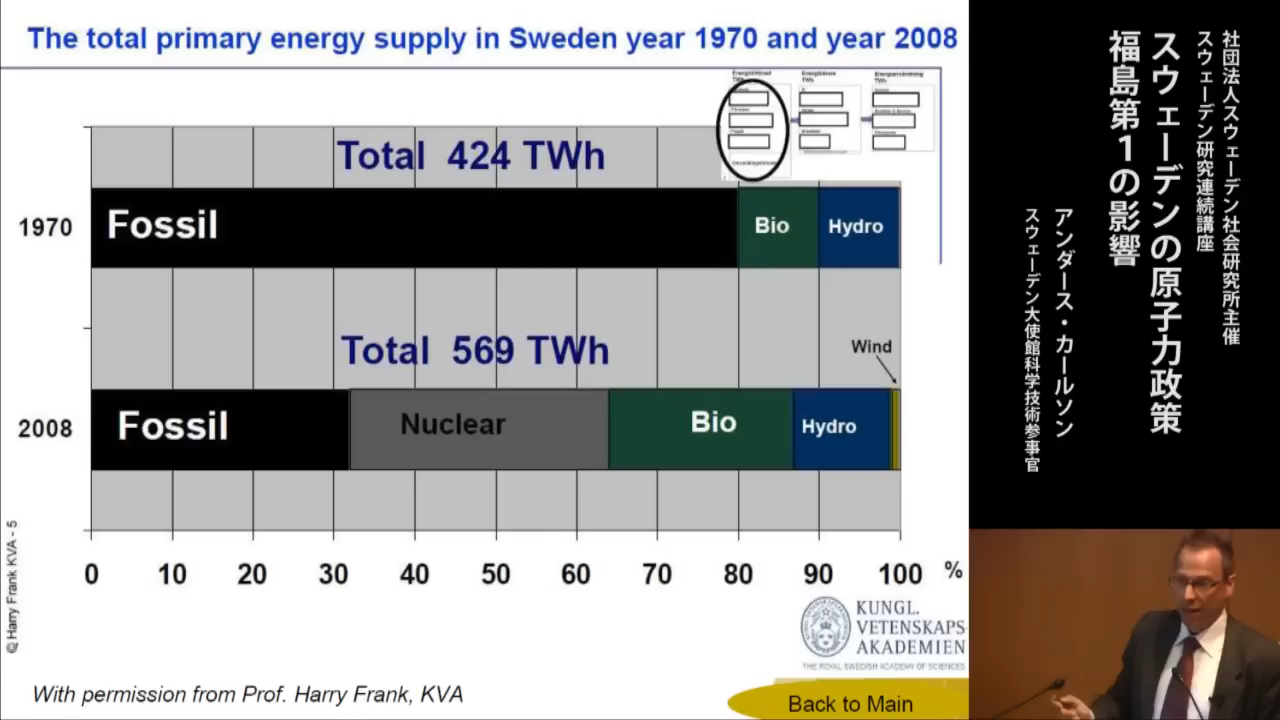 The total primary energy supply in Sweden year 1970 and year 2008
Energitillförsel
TWh
Energibärare
TWh
Energianvändning
TWh
Total 424 TWh
1970
Fossil
Bio
Hydro
Total 569 TWh
Wind
2008
Fossil
Nuclear
Bio
Hydro
0 10 20 30 40 50 60 70 80 90 100 %
© Harry Frank KVA - 5
KUNGL.
VETENSKAPS
AKADEMIEN
THE ROYAL SWEDISH ACADEMY OF SCIENCES
With permission from Prof. Harry Frank, KVA
Back to Main
社団法人スウェーデン社会研究所主催
スウェーデン研究連続講座
スウェーデンの原子力政策
福島第1の影響
アンダース・カールソン
スウェーデン大使館科学技術参事官